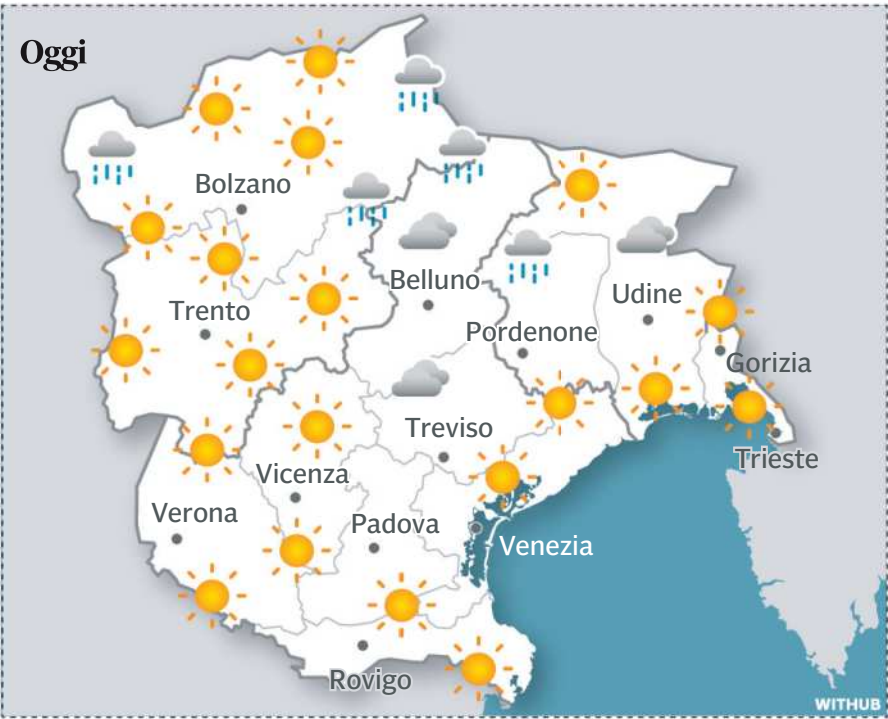 Oggi
Bolzano
Belluno
Udine
Trento
Pordenone
Gorizia
Treviso
Trieste
Vicenza
Verona
Padova
Venezia
Rovigo
WITHUB